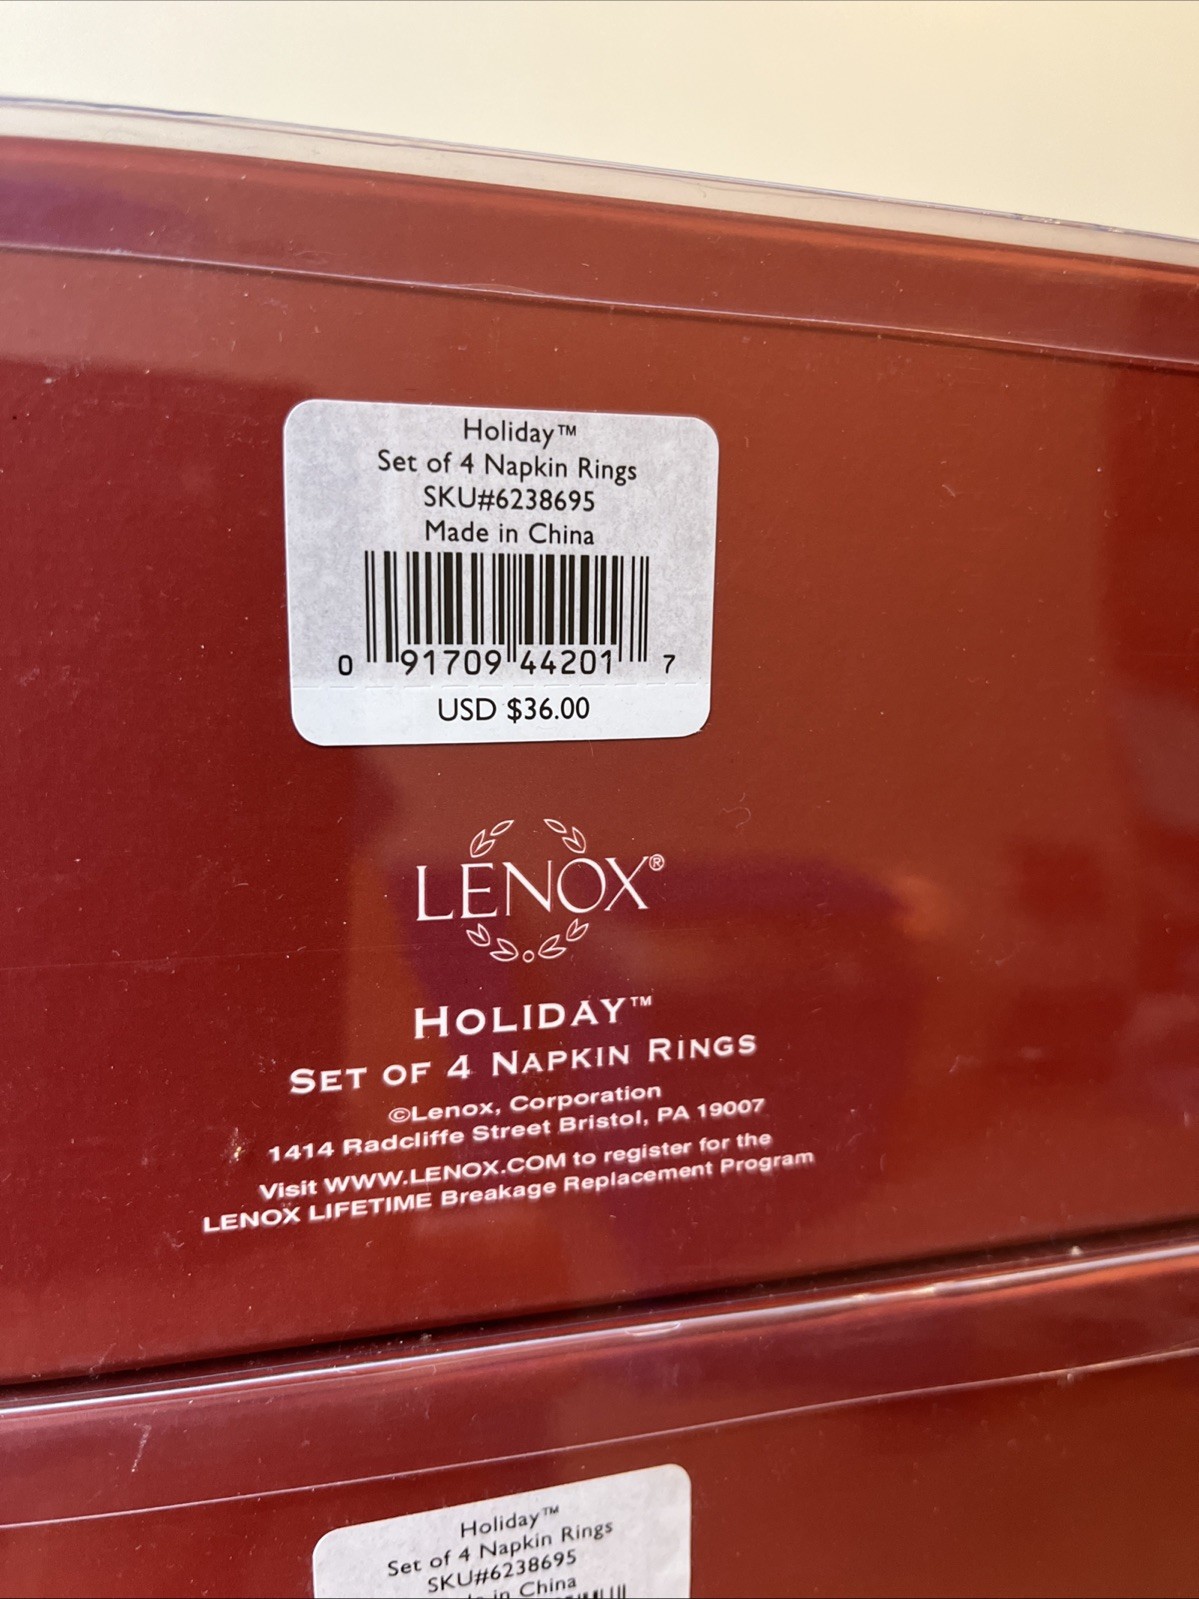 Holiday™
Set of 4 Napkin Rings
SKU#6238695
Made in China
0 91709 44201 7
USD $36.00
LENOX®
HOLIDAY™
SET OF 4 NAPKIN RINGS
©Lenox, Corporation
1414 Radcliffe Street Bristol, PA 19007
Visit WWW.LENOX.COM to register for the
LENOX LIFETIME Breakage Replacement Program
Holiday™
Set of 4 Napkin Rings
SKU#6238695
in China